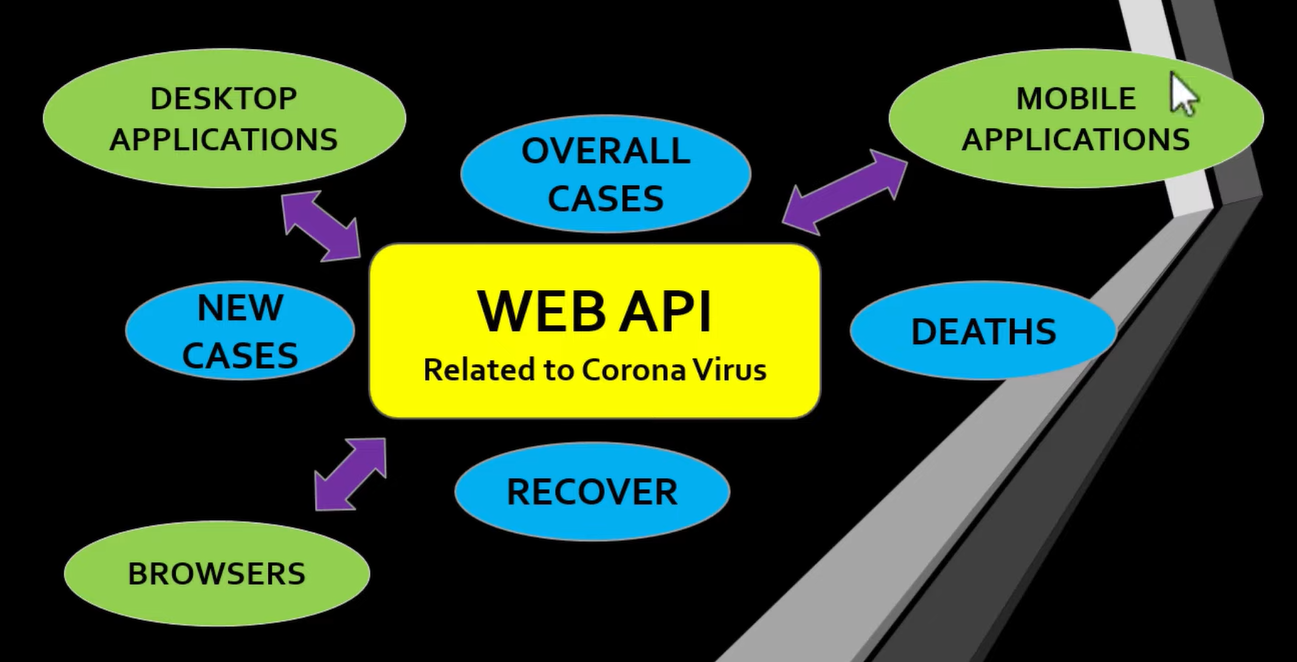 DESKTOP
APPLICATIONS
MOBILE
APPLICATIONS
OVERALL
CASES
NEW
CASES
WEB API
Related to Corona Virus
DEATHS
RECOVER
BROWSERS